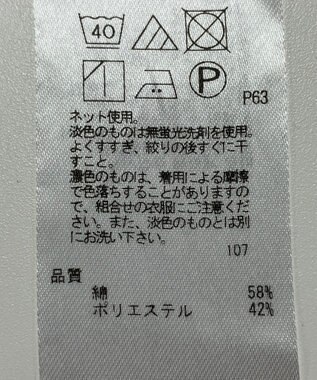 40
P
P63
ネット使用。
淡色のものは無蛍光洗剤を使用。
よくすすぎ、絞りの後すぐに干
すこと。
濃色のものは、着用による摩擦
で色落ちすることがありますの
で、組合せの衣服にご注意くだ
さい。また、淡色のものとは別
にお洗い下さい。
107
品質
綿 58%
ポリエステル 42%